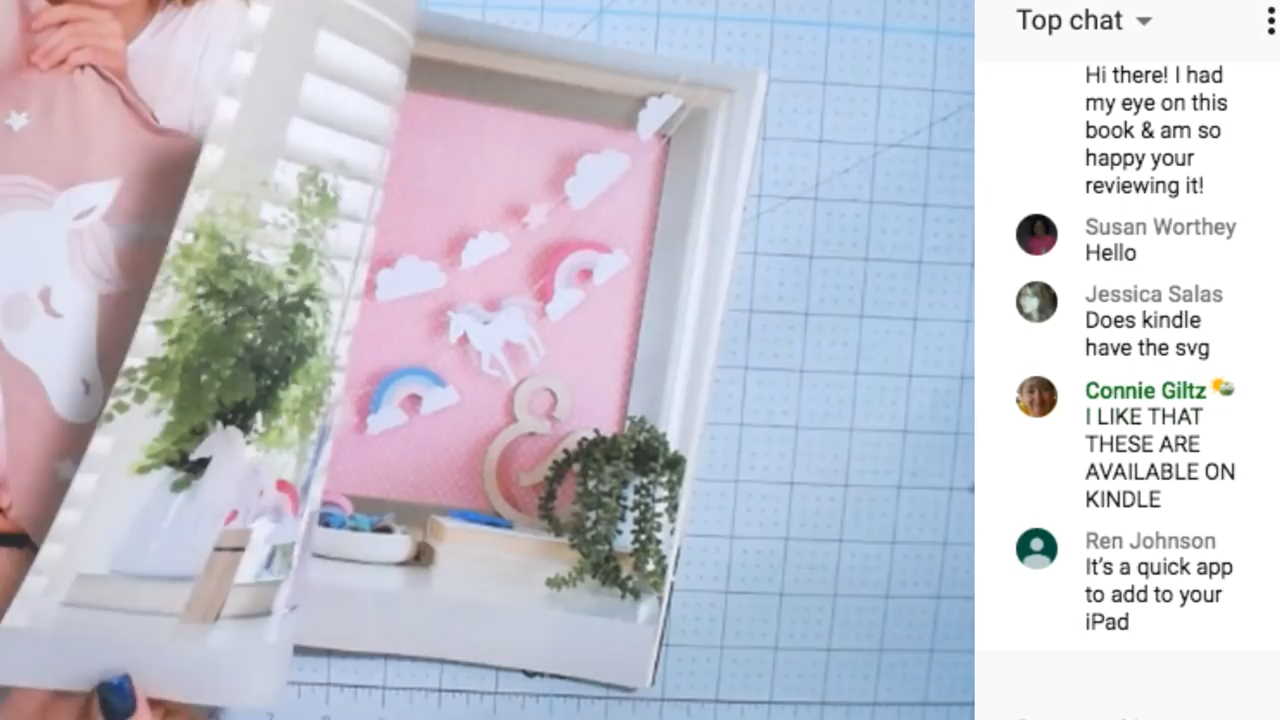 Top chat
Hi there! I had
my eye on this
book & am so
happy your
reviewing it!
Susan Worthey
Hello
Jessica Salas
Does kindle
have the svg
Connie Giltz
I LIKE THAT
THESE ARE
AVAILABLE ON
KINDLE
Ren Johnson
It's a quick app
to add to your
iPad